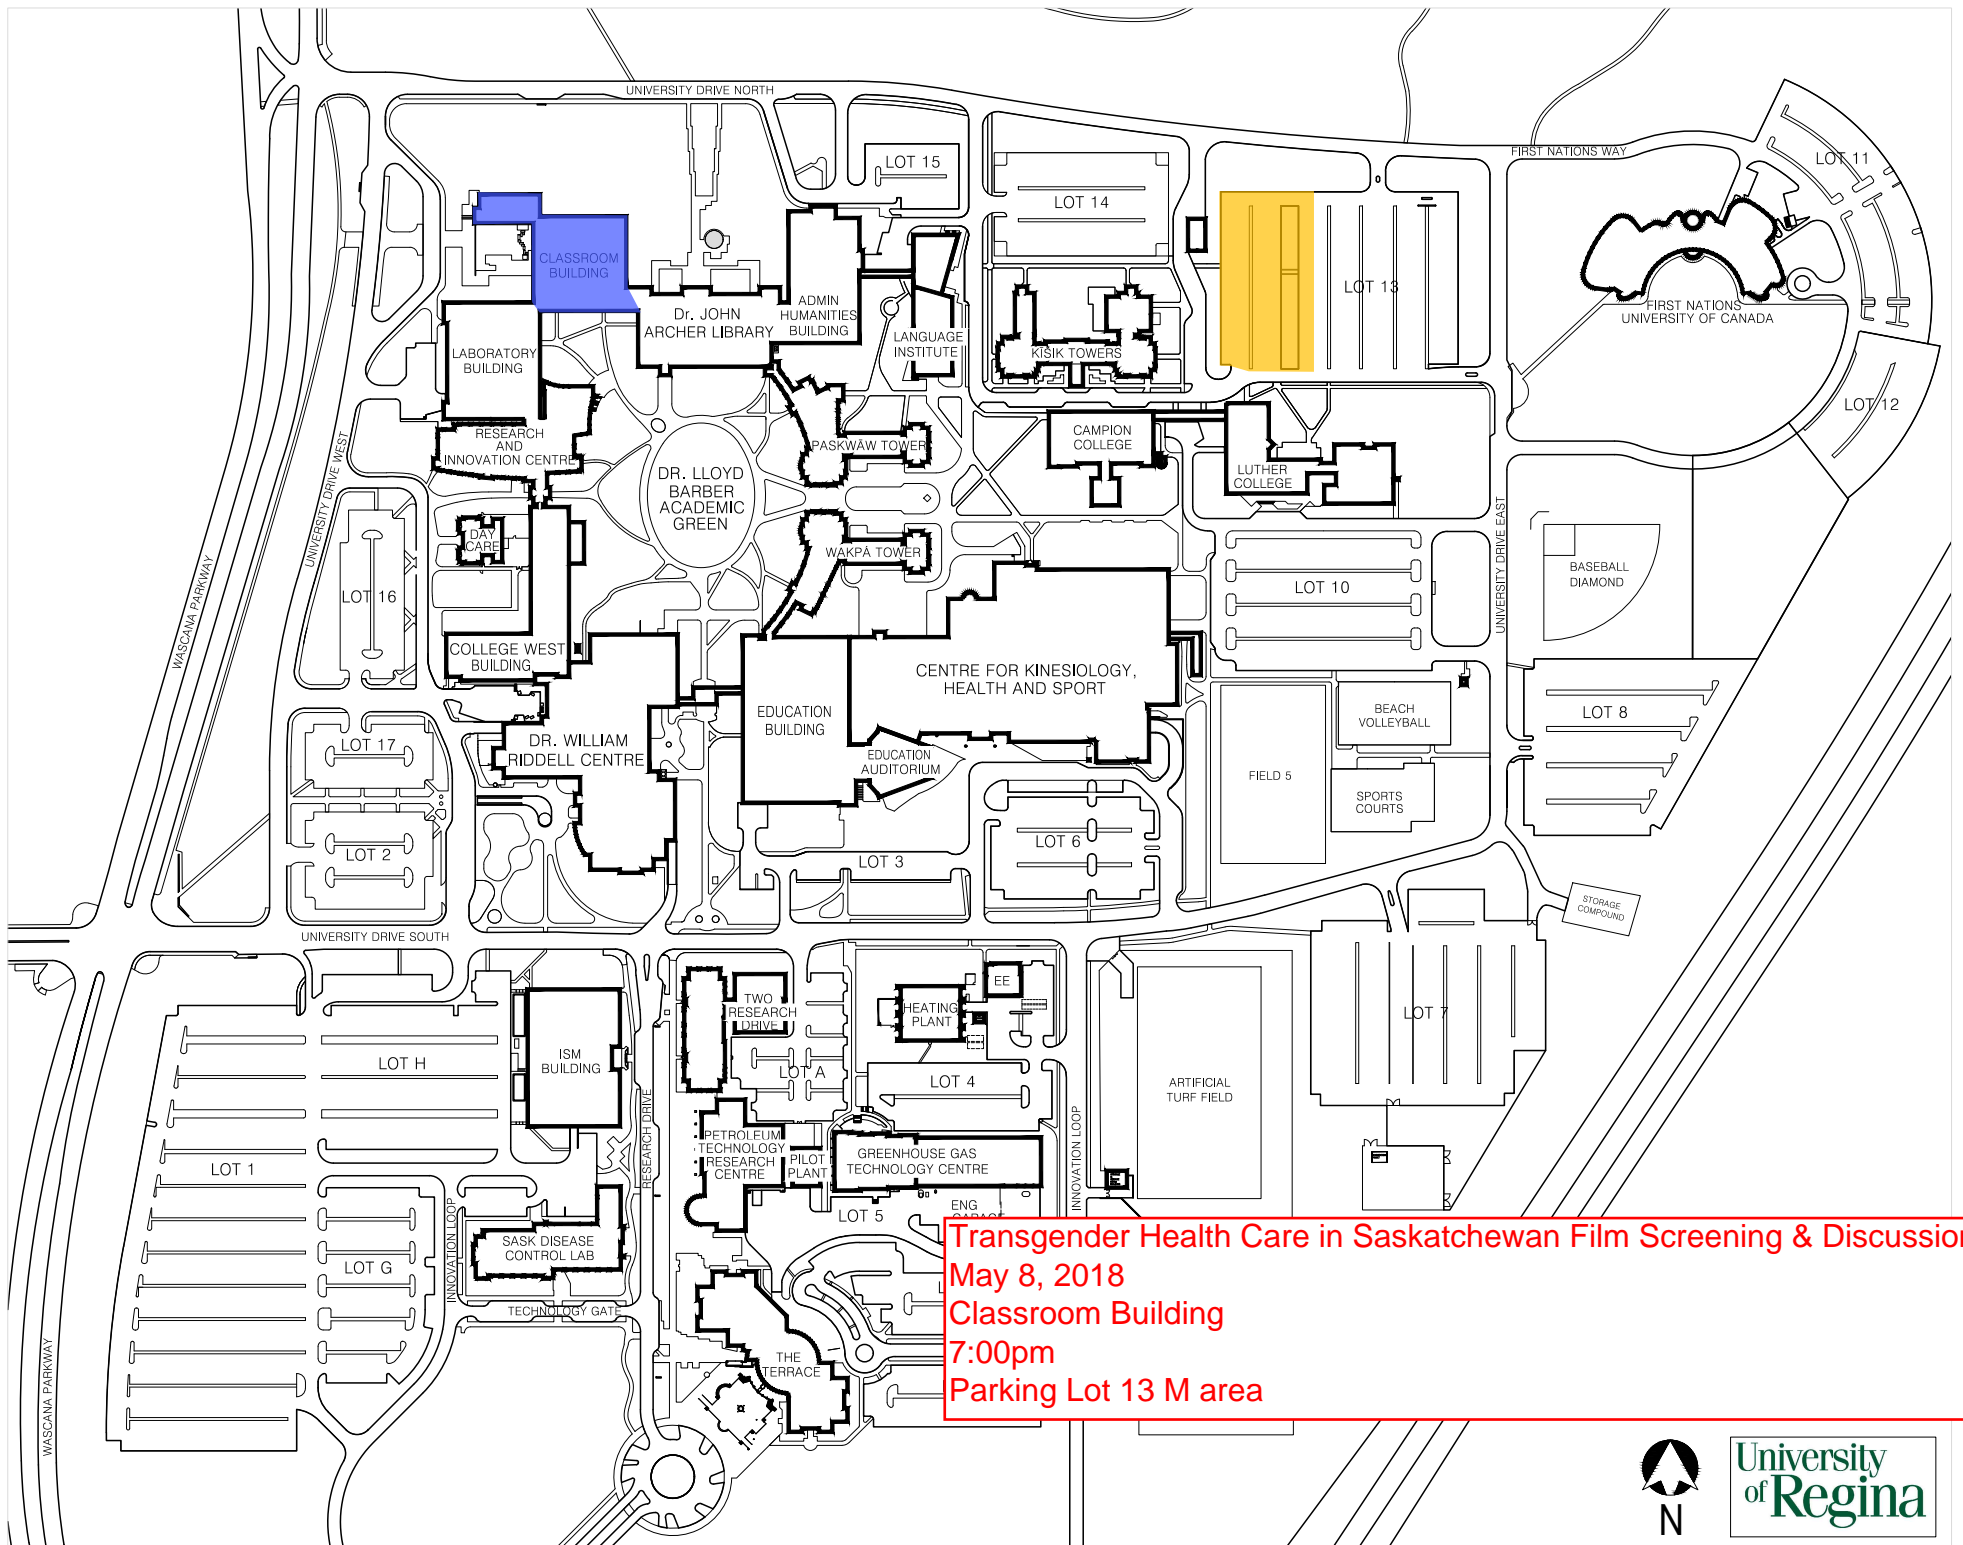 UNIVERSITY DRIVE NORTH
FIRST NATIONS WAY
LOT 11
LOT 15
LOT 14
CLASSROOM
BUILDING
LOT 13
ADMIN
HUMANITIES
BUILDING
Dr. JOHN
ARCHER LIBRARY
FIRST NATIONS
UNIVERSITY OF CANADA
LANGUAGE
INSTITUTE
KĪSIK TOWERS
LABORATORY
BUILDING
LOT 12
RESEARCH
AND
INNOVATION CENTRE
PASKWĀW TOWER
CAMPION
COLLEGE
LUTHER
COLLEGE
DR. LLOYD
BARBER
ACADEMIC
GREEN
UNIVERSITY DRIVE WEST
UNIVERSITY DRIVE EAST
WASCANA PARKWAY
DAY
CARE
WAKPĀ TOWER
BASEBALL
DIAMOND
LOT 10
LOT 16
COLLEGE WEST
BUILDING
CENTRE FOR KINESIOLOGY,
HEALTH AND SPORT
EDUCATION
BUILDING
BEACH
VOLLEYBALL
LOT 8
LOT 17
DR. WILLIAM
RIDDELL CENTRE
EDUCATION
AUDITORIUM
FIELD 5
SPORTS
COURTS
LOT 2
LOT 3
LOT 6
STORAGE
COMPOUND
UNIVERSITY DRIVE SOUTH
TWO
RESEARCH
DRIVE
EE
HEATING
PLANT
LOT 7
LOT H
ISM
BUILDING
LOT A
LOT 4
ARTIFICIAL
TURF FIELD
RESEARCH DRIVE
INNOVATION LOOP
PETROLEUM
TECHNOLOGY
RESEARCH
CENTRE
PILOT
PLANT
GREENHOUSE GAS
TECHNOLOGY CENTRE
LOT 1
LOT 5
ENG
GARAGE
INNOVATION LOOP
SASK DISEASE
CONTROL LAB
LOT G
TECHNOLOGY GATE
THE
TERRACE
WASCANA PARKWAY
Transgender Health Care in Saskatchewan Film Screening & Discussion
May 8, 2018
Classroom Building
7:00pm
Parking Lot 13 M area
N
University
of Regina